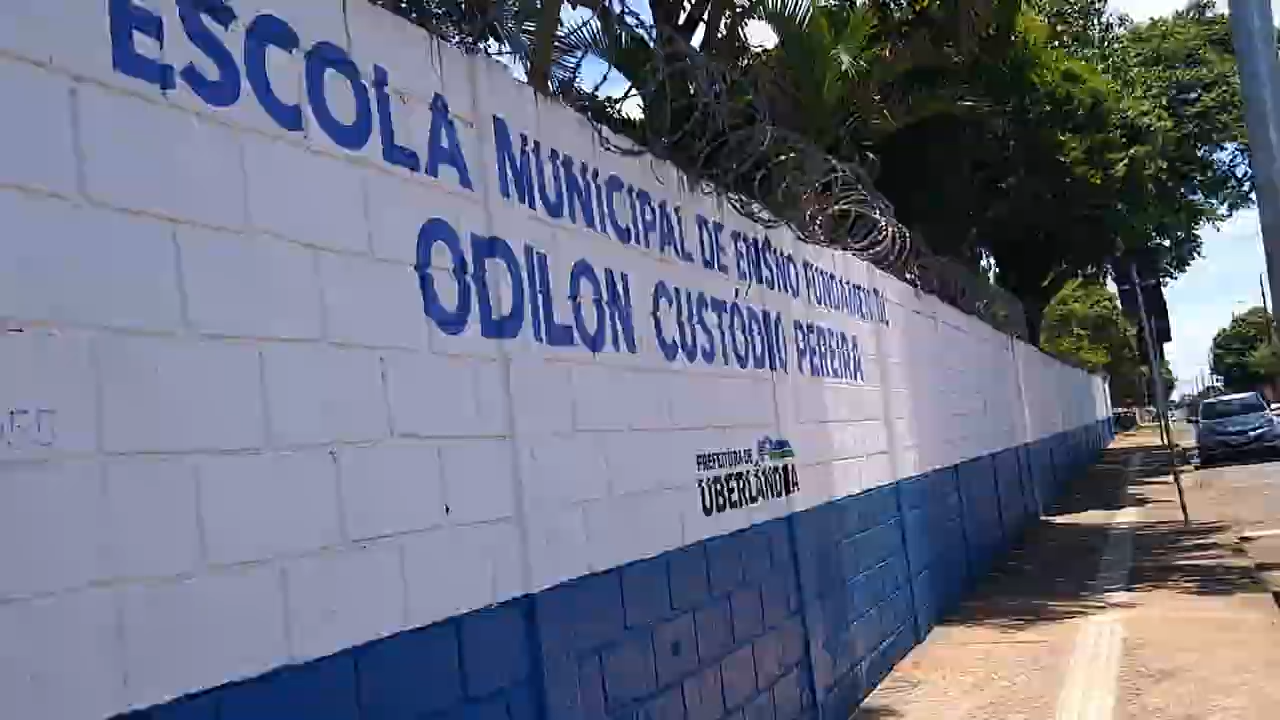 ESCOLA MUNICIPAL DE ENSINO FUNDAMENTAL
ODILON CUSTÓDIO PEREIRA
PREFEITURA DE
UBERLÂNDIA